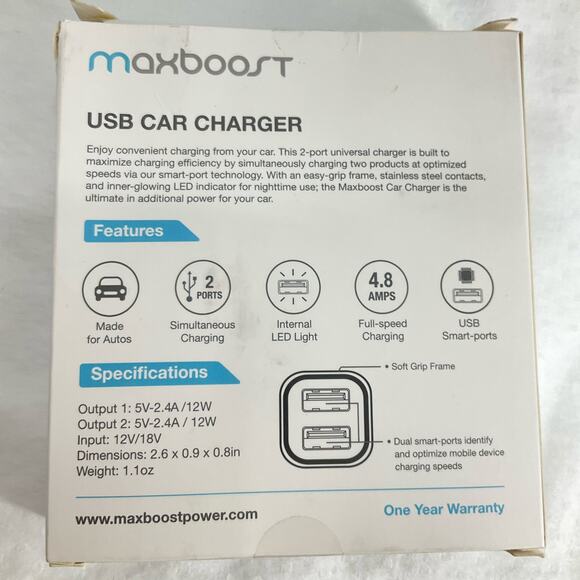 maxboost
USB CAR CHARGER
Enjoy convenient charging from your car. This 2-port universal charger is built to
maximize charging efficiency by simultaneously charging two products at optimized
speeds via our smart-port technology. With an easy-grip frame, stainless steel contacts,
and inner-glowing LED indicator for nighttime use; the Maxboost Car Charger is the
ultimate in additional power for your car.
Features
2
PORTS
4.8
AMPS
Made
for Autos
Simultaneous
Charging
Internal
LED Light
Full-speed
Charging
USB
Smart-ports
Specifications
Output 1: 5V-2.4A /12W
Output 2: 5V-2.4A / 12W
Input: 12V/18V
Dimensions: 2.6 x 0.9 x 0.8in
Weight: 1.1oz
• Soft Grip Frame
• Dual smart-ports identify
and optimize mobile device
charging speeds
www.maxboostpower.com
One Year Warranty